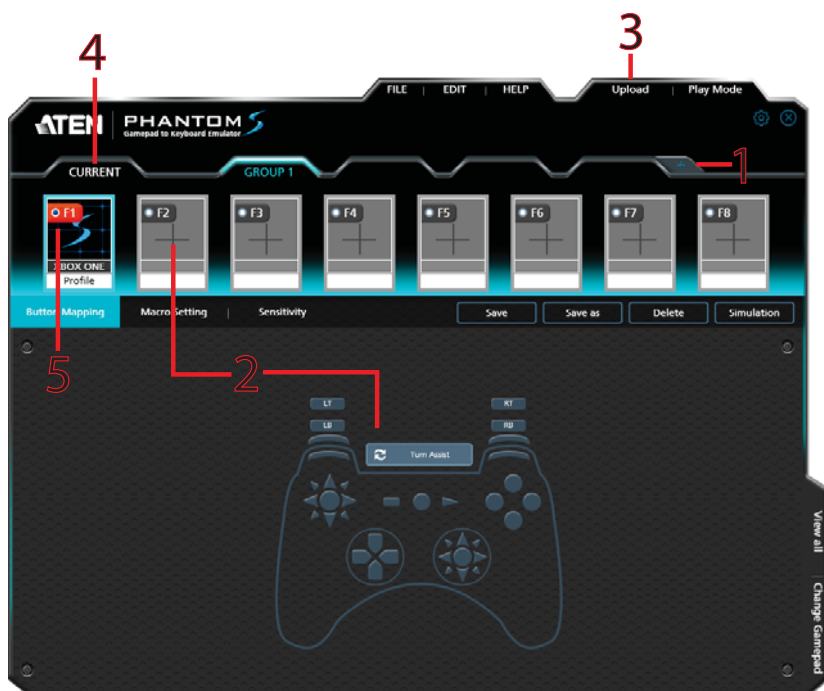 4
3
FILE | EDIT | HELP
Upload | Play Mode
ATEN
PHANTOM S
Gamepad to Keyboard Emulator
CURRENT
GROUP 1
+
1
F1
F2
F3
F4
F5
F6
F7
F8
XBOX ONE
Profile
Button Mapping
Macro Setting | Sensitivity
Save
Save as
Delete
Simulation
5
2
LT
RT
LB
RB
Turn Assist
View all
Change Gamepad